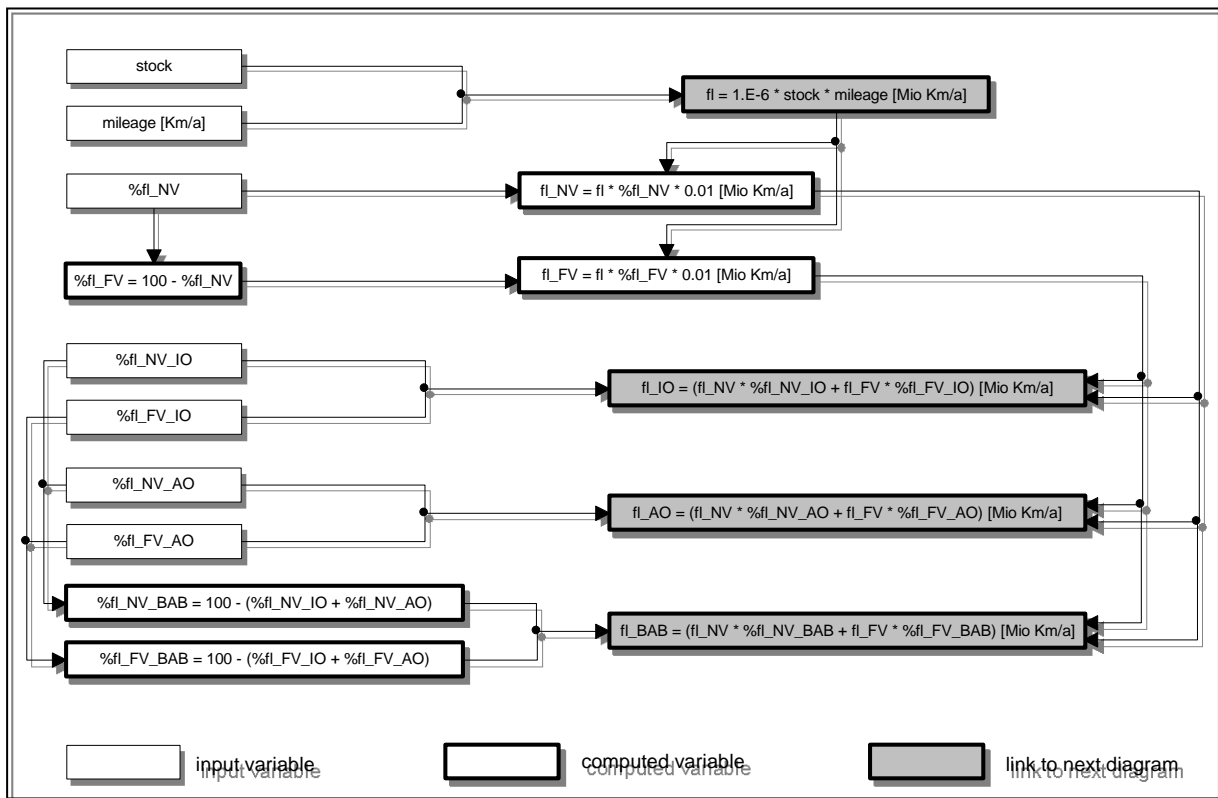 stock
fl = 1.E-6 * stock * mileage [Mio Km/a]
mileage [Km/a]
%fl_NV
fl_NV = fl * %fl_NV * 0.01 [Mio Km/a]
%fl_FV = 100 - %fl_NV
fl_FV = fl * %fl_FV * 0.01 [Mio Km/a]
%fl_NV_IO
fl_IO = (fl_NV * %fl_NV_IO + fl_FV * %fl_FV_IO) [Mio Km/a]
%fl_FV_IO
%fl_NV_AO
fl_AO = (fl_NV * %fl_NV_AO + fl_FV * %fl_FV_AO) [Mio Km/a]
%fl_FV_AO
%fl_NV_BAB = 100 - (%fl_NV_IO + %fl_NV_AO)
fl_BAB = (fl_NV * %fl_NV_BAB + fl_FV * %fl_FV_BAB) [Mio Km/a]
%fl_FV_BAB = 100 - (%fl_FV_IO + %fl_FV_AO)
input variable
computed variable
link to next diagram